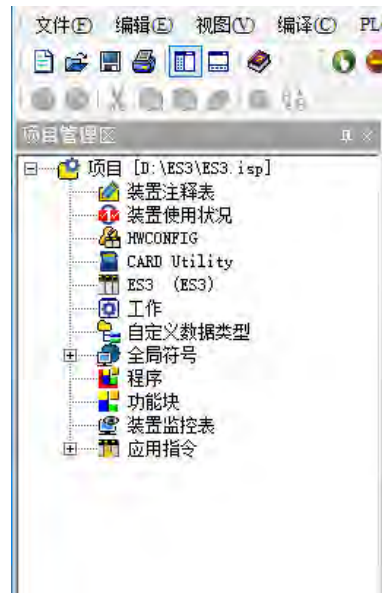 文件(F) 编辑(E) 视图(V) 编译(C) PL
项目管理区
项目 [D:\ES3\ES3.isp]
装置注释表
装置使用状况
HWCONFIG
CARD Utility
ES3 (ES3)
工作
自定义数据类型
全局符号
程序
功能块
装置监控表
应用指令